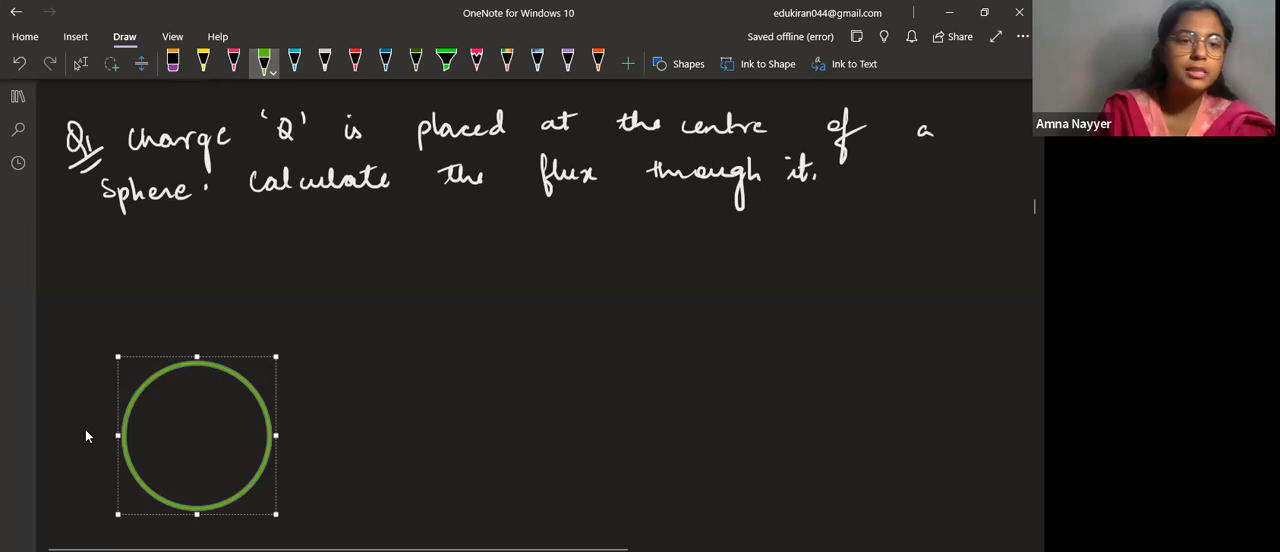 OneNote for Windows 10
edukiran044@gmail.com
Home Insert Draw View Help
Saved offline (error)
Share
Shapes
Ink to Shape
Ink to Text
Amna Nayyer
Q1 Charge 'Q' is placed at the centre of a
sphere. calculate the flux through it.